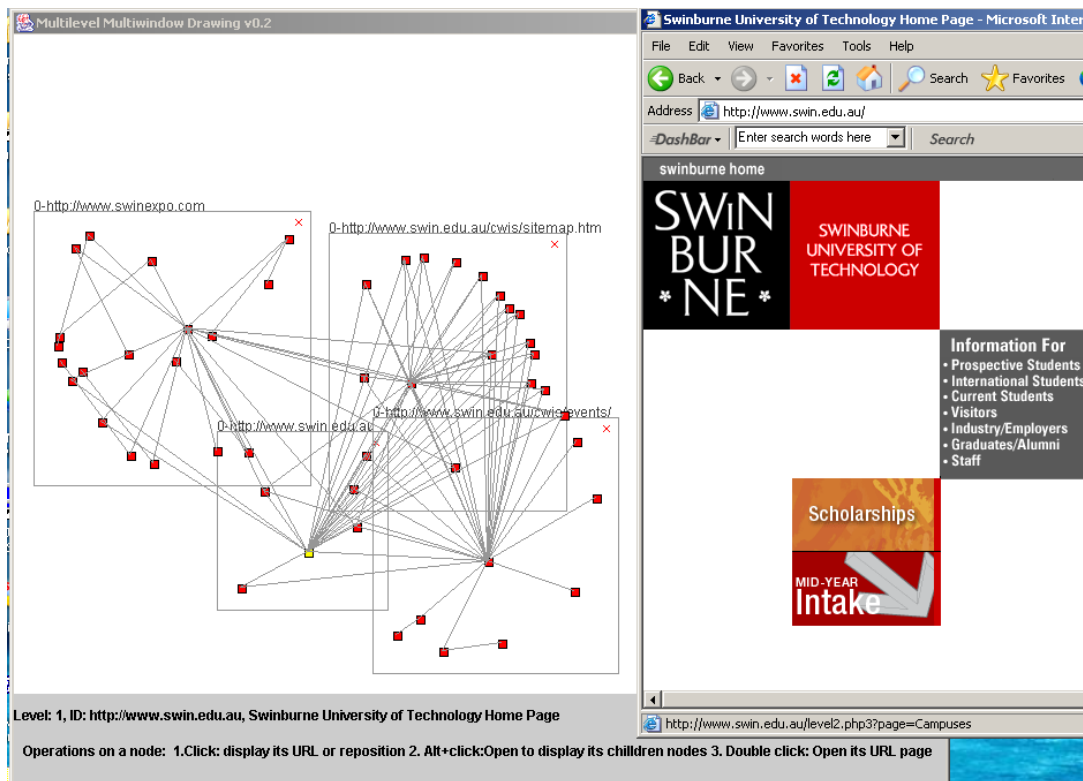 Multilevel Multiwindow Drawing v0.2
0-http://www.swinexpo.com
0-http://www.swin.edu.au/cwis/sitemap.htm
0-http://www.swin.edu.au/cwis/events/
0-http://www.swin.edu.au
Level: 1, ID: http://www.swin.edu.au, Swinburne University of Technology Home Page
Operations on a node: 1.Click: display its URL or reposition 2. Alt+click:Open to display its chilldren nodes 3. Double click: Open its URL page
Swinburne University of Technology Home Page - Microsoft Inter
File Edit View Favorites Tools Help
Back Search Favorites
Address http://www.swin.edu.au/
DashBar Enter search words here Search
swinburne home
SWiN
BUR
NE
SWINBURNE
UNIVERSITY OF
TECHNOLOGY
Information For
• Prospective Students
• International Students
• Current Students
• Visitors
• Industry/Employers
• Graduates/Alumni
• Staff
Scholarships
MID-YEAR
Intake
http://www.swin.edu.au/level2.php3?page=Campuses